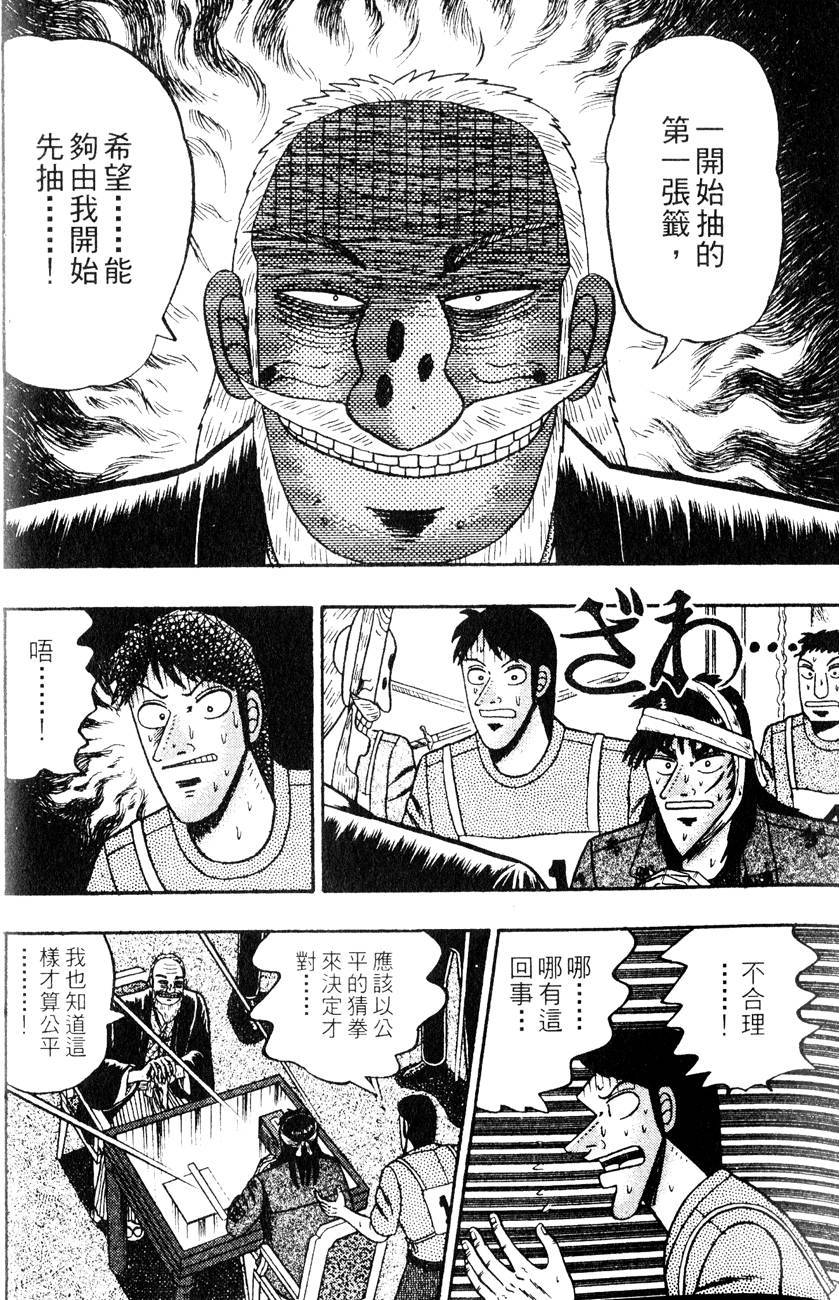 一開始抽的
第一張籤，
希望……能
夠由我開始
先抽……！
ざわ…
唔……！
不合理
……！
哪……
哪有這
回事…
應該以公
平的猜拳
來決定才
對……
我也知道這
樣才算公平
……！
1
1